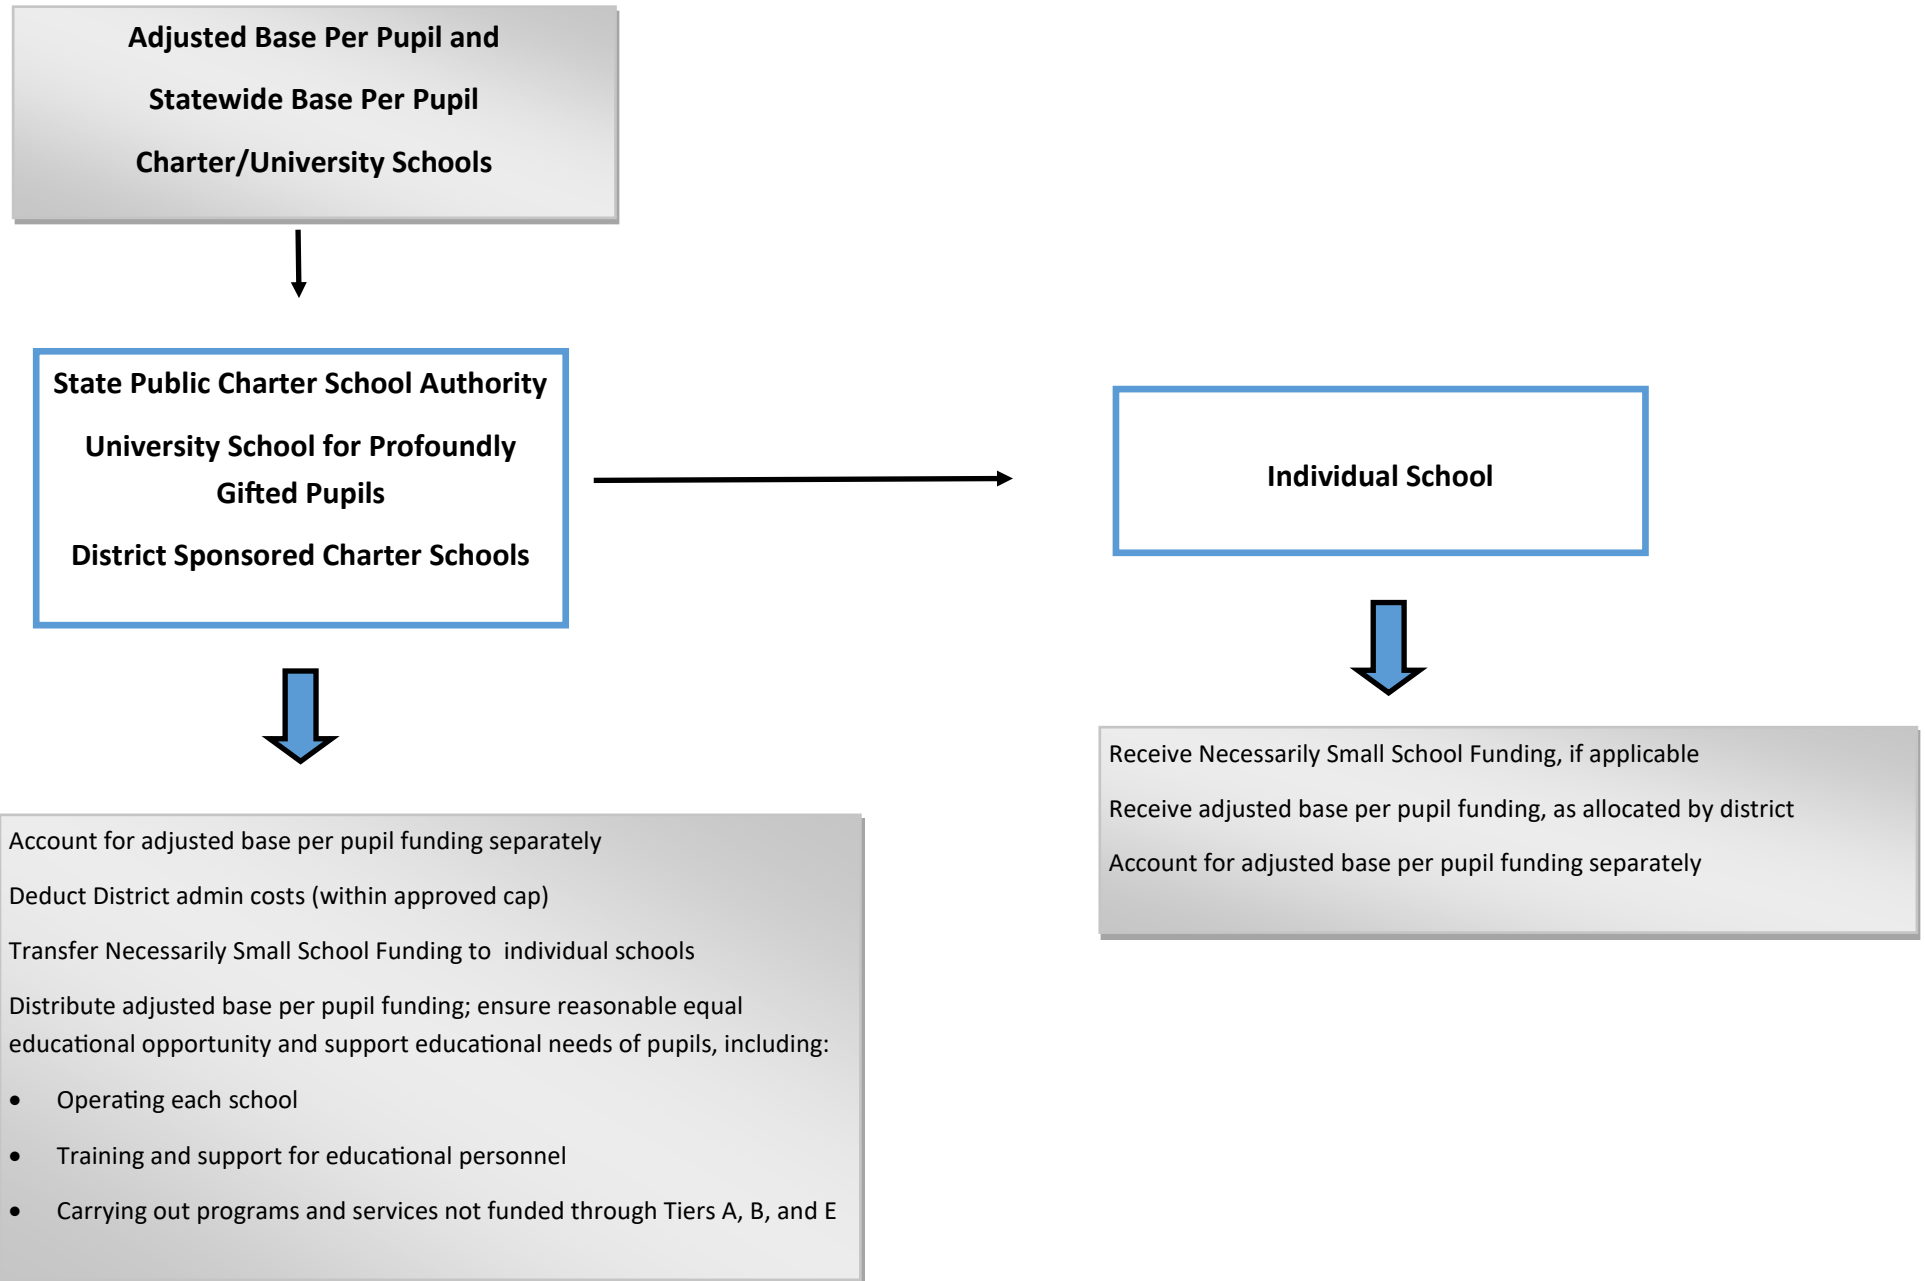 Adjusted Base Per Pupil and
Statewide Base Per Pupil
Charter/University Schools
State Public Charter School Authority
University School for Profoundly
Gifted Pupils
District Sponsored Charter Schools
Individual School
Account for adjusted base per pupil funding separately
Deduct District admin costs (within approved cap)
Transfer Necessarily Small School Funding to  individual schools
Distribute adjusted base per pupil funding; ensure reasonable equal
educational opportunity and support educational needs of pupils, including:
• Operating each school
• Training and support for educational personnel
• Carrying out programs and services not funded through Tiers A, B, and E
Receive Necessarily Small School Funding, if applicable
Receive adjusted base per pupil funding, as allocated by district
Account for adjusted base per pupil funding separately